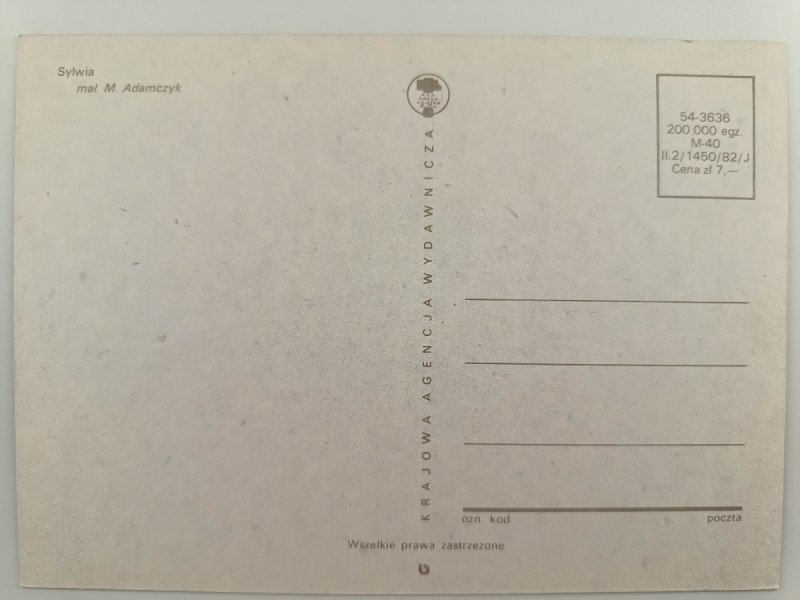 Sylwia
mal. M. Adamczyk
KRAJOWA AGENCJA WYDAWNICZA
54-3636
200 000 egz.
M-40
II.2/1450/82/J
Cena zł 7,—
ozn. kod
poczta
Wszelkie prawa zastrzeżone